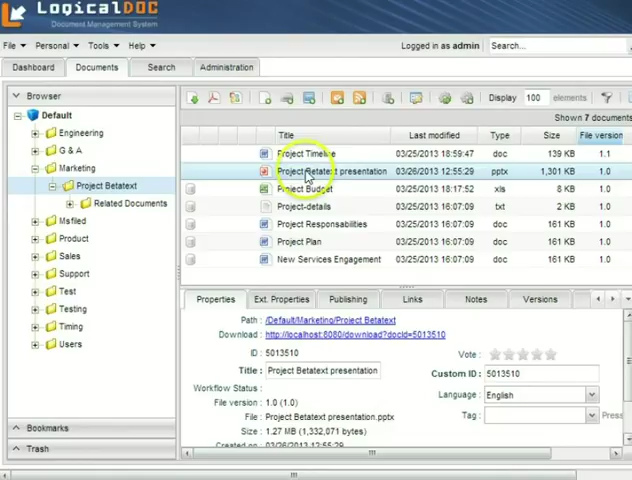 LogicalDOC
Document Management System
File Personal Tools Help Logged in as admin Search...
Dashboard Documents Search Administration
Browser
Display 100 elements
Default
Shown 7 documents
Engineering
G & A
Marketing
Project Betatext
Related Documents
Msfiled
Product
Sales
Support
Test
Testing
Timing
Users
Bookmarks
Trash
Title Last modified Type Size File version
Project Timeline 03/25/2013 18:59:47 doc 139 KB 1.1
Project Betatext presentation 03/26/2013 12:55:29 pptx 1,301 KB 1.0
Project Budget 03/25/2013 18:17:52 xls 8 KB 1.0
Project-details 03/25/2013 16:07:09 txt 2 KB 1.0
Project Responsabilities 03/25/2013 16:07:09 doc 161 KB 1.0
Project Plan 03/25/2013 16:07:09 doc 161 KB 1.0
New Services Engagement 03/25/2013 16:07:09 doc 161 KB 1.0
Properties Ext. Properties Publishing Links Notes Versions
Path : /Default/Marketing/Project Betatext
Download : http://localhost:8080/download?docId=5013510
ID : 5013510
Title : Project Betatext presentation
Workflow Status :
File version : 1.0 (1.0)
File : Project Betatext presentation.pptx
Size : 1.27 MB (1,332,071 bytes)
Created on : 03/26/2013 12:55:29
Vote :
Custom ID : 5013510
Language : English
Tag : Press